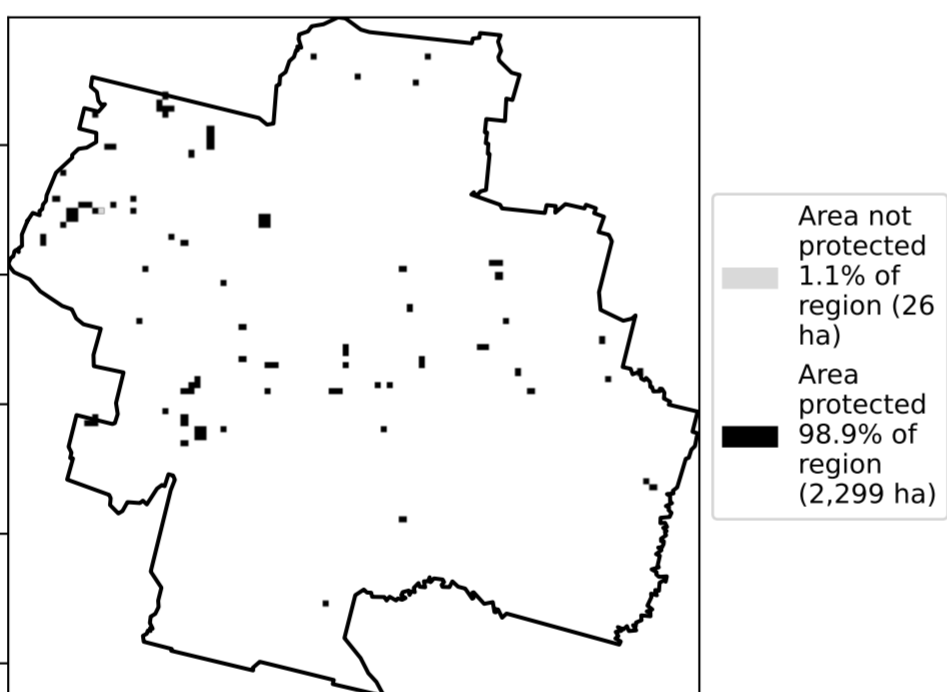 Area not
protected
1.1% of
region (26
ha)
Area
protected
98.9% of
region
(2,299 ha)